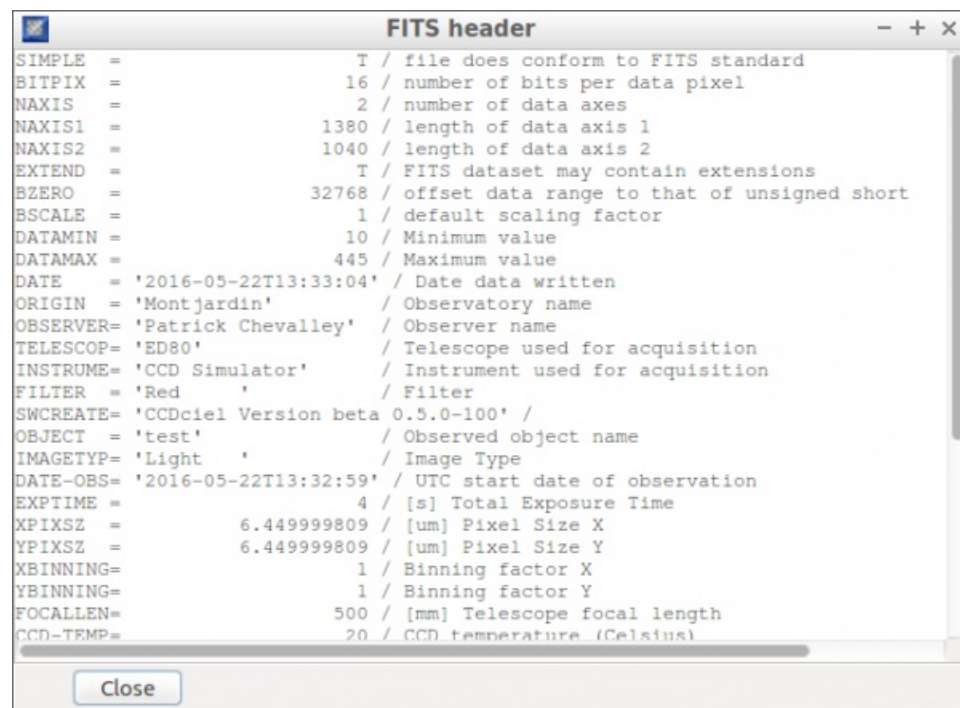 FITS header
SIMPLE  =                    T / file does conform to FITS standard
BITPIX  =                   16 / number of bits per data pixel
NAXIS   =                    2 / number of data axes
NAXIS1  =                 1380 / length of data axis 1
NAXIS2  =                 1040 / length of data axis 2
EXTEND  =                    T / FITS dataset may contain extensions
BZERO   =                32768 / offset data range to that of unsigned short
BSCALE  =                    1 / default scaling factor
DATAMIN =                   10 / Minimum value
DATAMAX =                  445 / Maximum value
DATE    = '2016-05-22T13:33:04' / Date data written
ORIGIN  = 'Montjardin'         / Observatory name
OBSERVER= 'Patrick Chevalley'  / Observer name
TELESCOP= 'ED80'               / Telescope used for acquisition
INSTRUME= 'CCD Simulator'      / Instrument used for acquisition
FILTER  = 'Red     '           / Filter
SWCREATE= 'CCDciel Version beta 0.5.0-100' /
OBJECT  = 'test'               / Observed object name
IMAGETYP= 'Light   '           / Image Type
DATE-OBS= '2016-05-22T13:32:59' / UTC start date of observation
EXPTIME =                    4 / [s] Total Exposure Time
XPIXSZ  =          6.449999809 / [um] Pixel Size X
YPIXSZ  =          6.449999809 / [um] Pixel Size Y
XBINNING=                    1 / Binning factor X
YBINNING=                    1 / Binning factor Y
FOCALLEN=                  500 / [mm] Telescope focal length
CCD-TEMP=                   20 / CCD temperature (Celsius)
Close